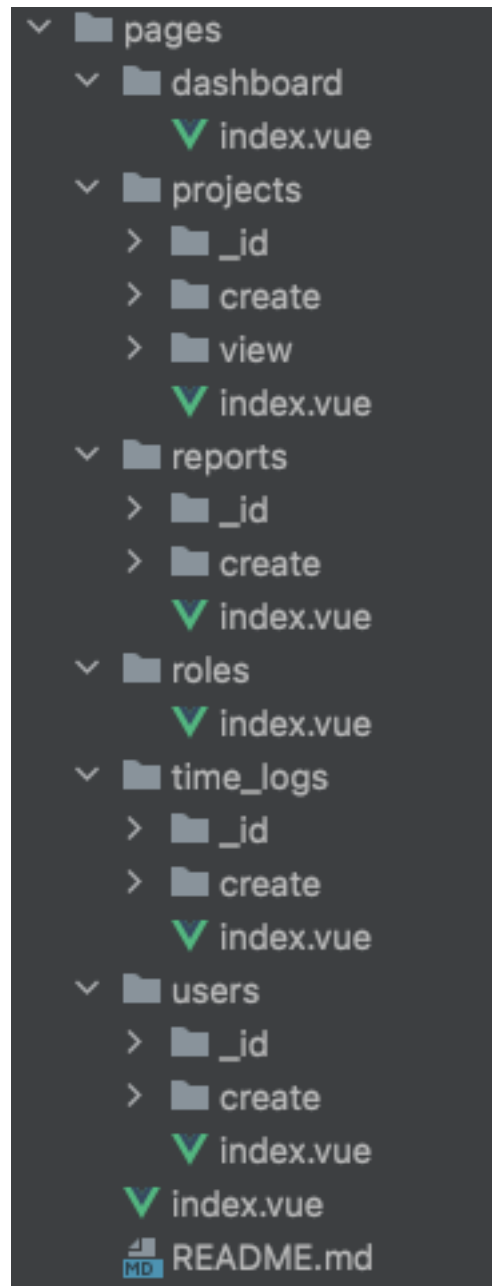 pages
dashboard
index.vue
projects
_id
create
view
index.vue
reports
_id
create
index.vue
roles
index.vue
time_logs
_id
create
index.vue
users
_id
create
index.vue
index.vue
MD README.md